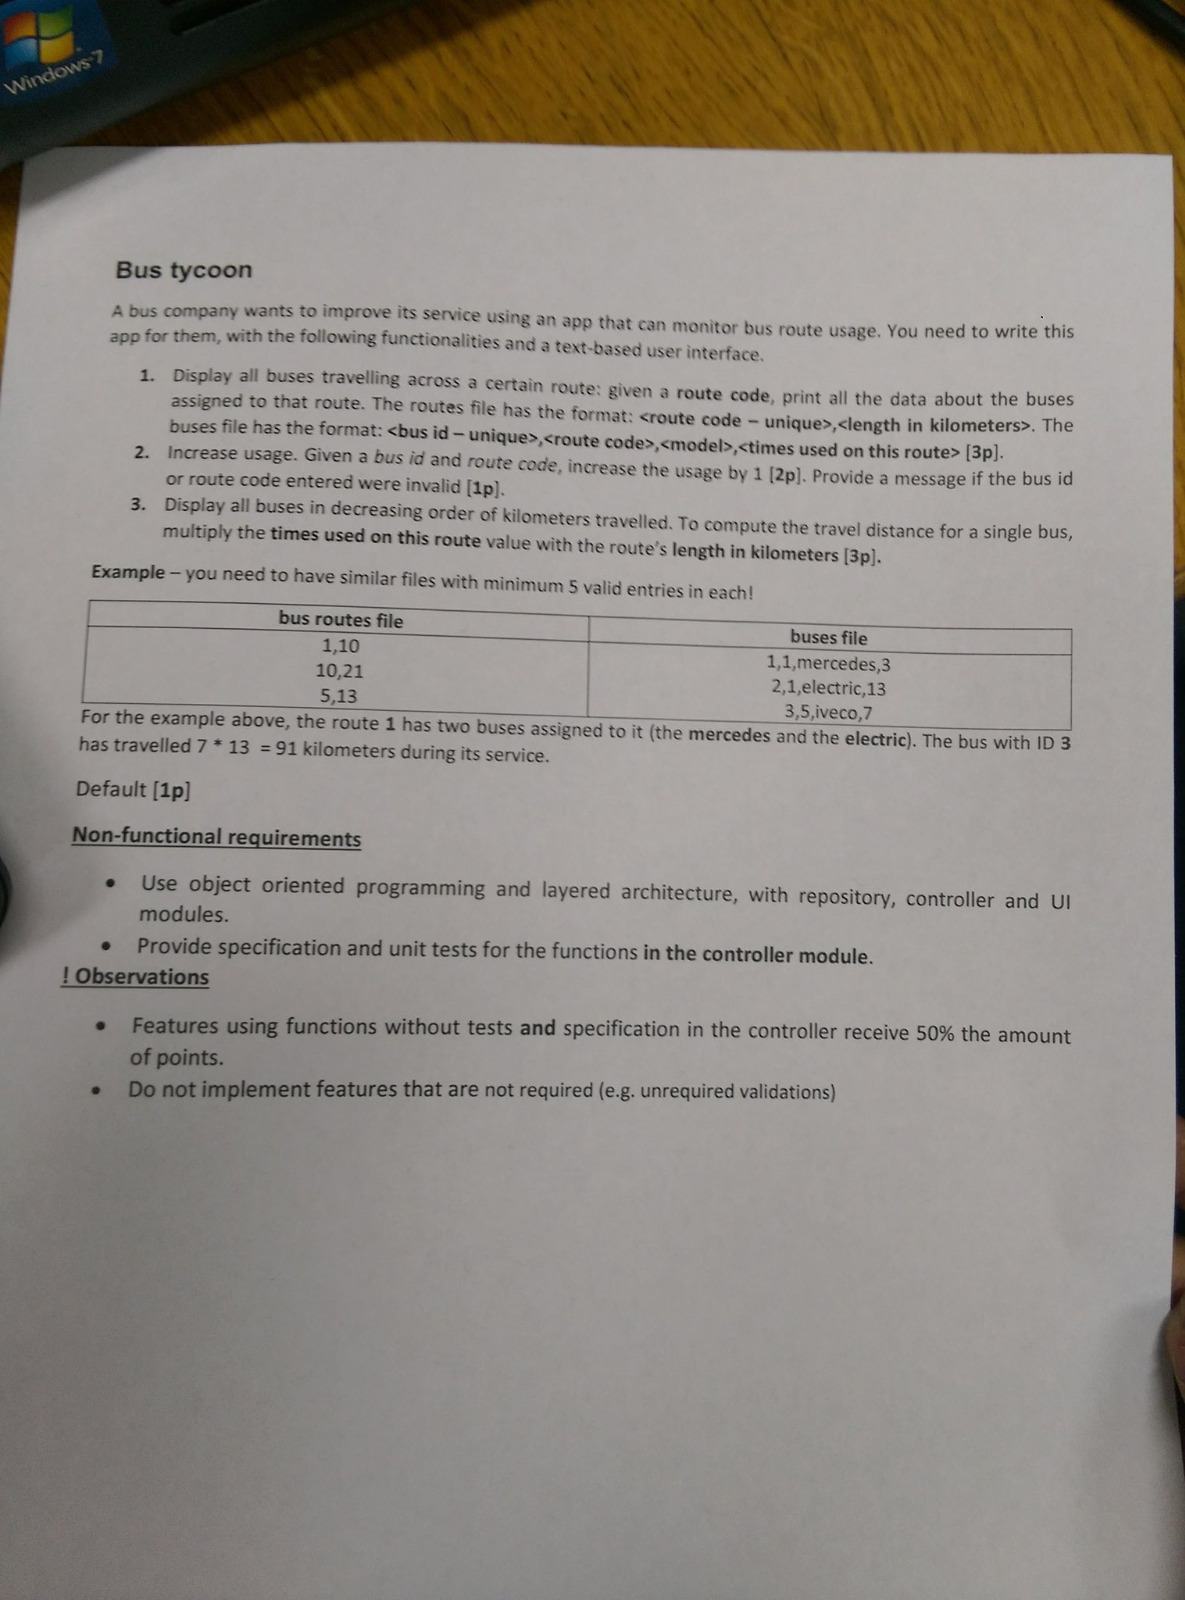 Windows 7
Bus tycoon
A bus company wants to improve its service using an app that can monitor bus route usage. You need to write this
app for them, with the following functionalities and a text-based user interface.
1. Display all buses travelling across a certain route: given a route code, print all the data about the buses
assigned to that route. The routes file has the format: <route code – unique>,<length in kilometers>. The
buses file has the format: <bus id – unique>,<route code>,<model>,<times used on this route> [3p].
2. Increase usage. Given a bus id and route code, increase the usage by 1 [2p]. Provide a message if the bus id
or route code entered were invalid [1p].
3. Display all buses in decreasing order of kilometers travelled. To compute the travel distance for a single bus,
multiply the times used on this route value with the route's length in kilometers [3p].
Example – you need to have similar files with minimum 5 valid entries in each!
bus routes file buses file
1,10 1,1,mercedes,3
10,21 2,1,electric,13
5,13 3,5,iveco,7
For the example above, the route 1 has two buses assigned to it (the mercedes and the electric). The bus with ID 3
has travelled 7 * 13 = 91 kilometers during its service.
Default [1p]
Non-functional requirements
• Use object oriented programming and layered architecture, with repository, controller and UI
modules.
• Provide specification and unit tests for the functions in the controller module.
! Observations
• Features using functions without tests and specification in the controller receive 50% the amount
of points.
• Do not implement features that are not required (e.g. unrequired validations)